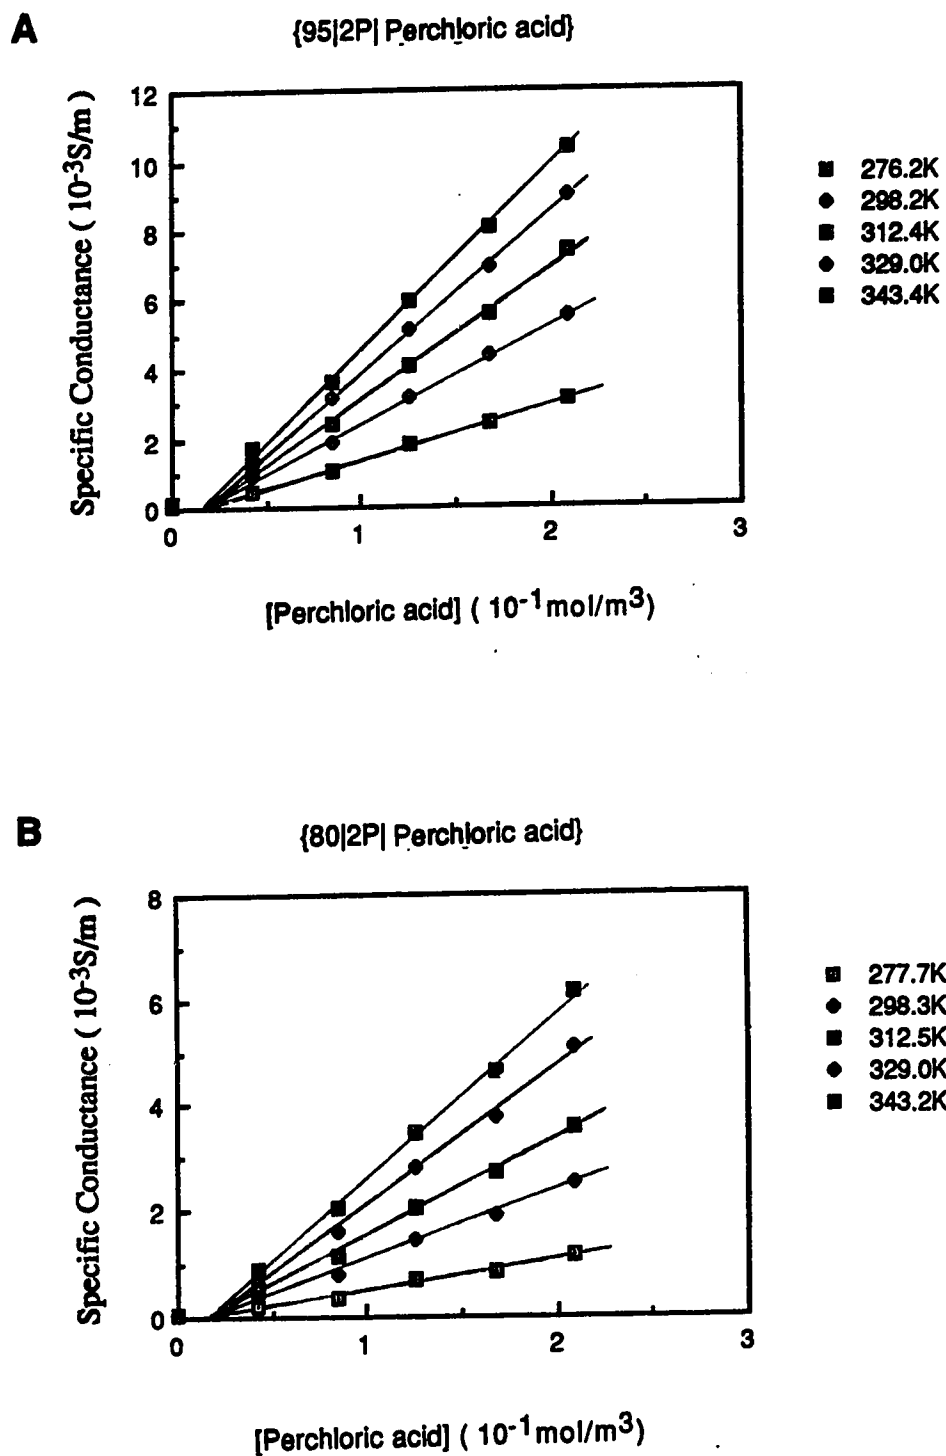 A
{95|2P| Perchloric acid}
Specific Conductance ( 10-3S/m )
12
10
8
6
4
2
0
0
1
2
3
[Perchloric acid] ( 10-1mol/m3)
276.2K
298.2K
312.4K
329.0K
343.4K
B
{80|2P| Perchloric acid}
Specific Conductance ( 10-3S/m )
8
6
4
2
0
0
1
2
3
[Perchloric acid] ( 10-1mol/m3)
277.7K
298.3K
312.5K
329.0K
343.2K